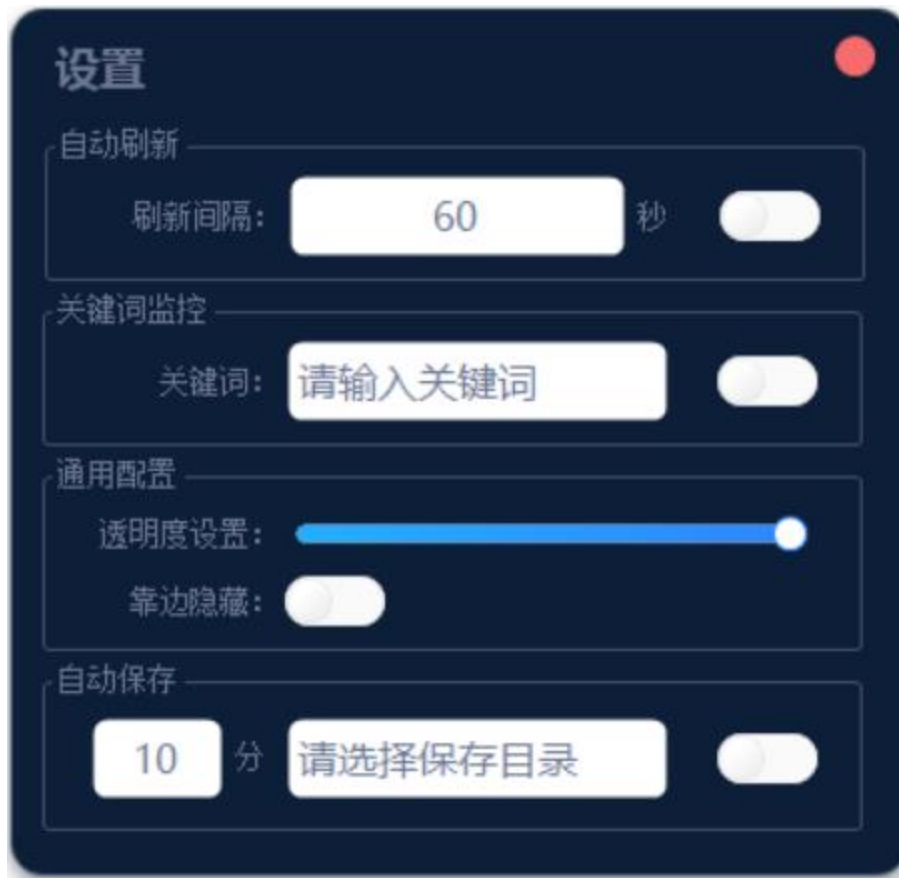 设置
自动刷新
刷新间隔： 60 秒
关键词监控
关键词： 请输入关键词
通用配置
透明度设置：
靠边隐藏：
自动保存
10 分 请选择保存目录